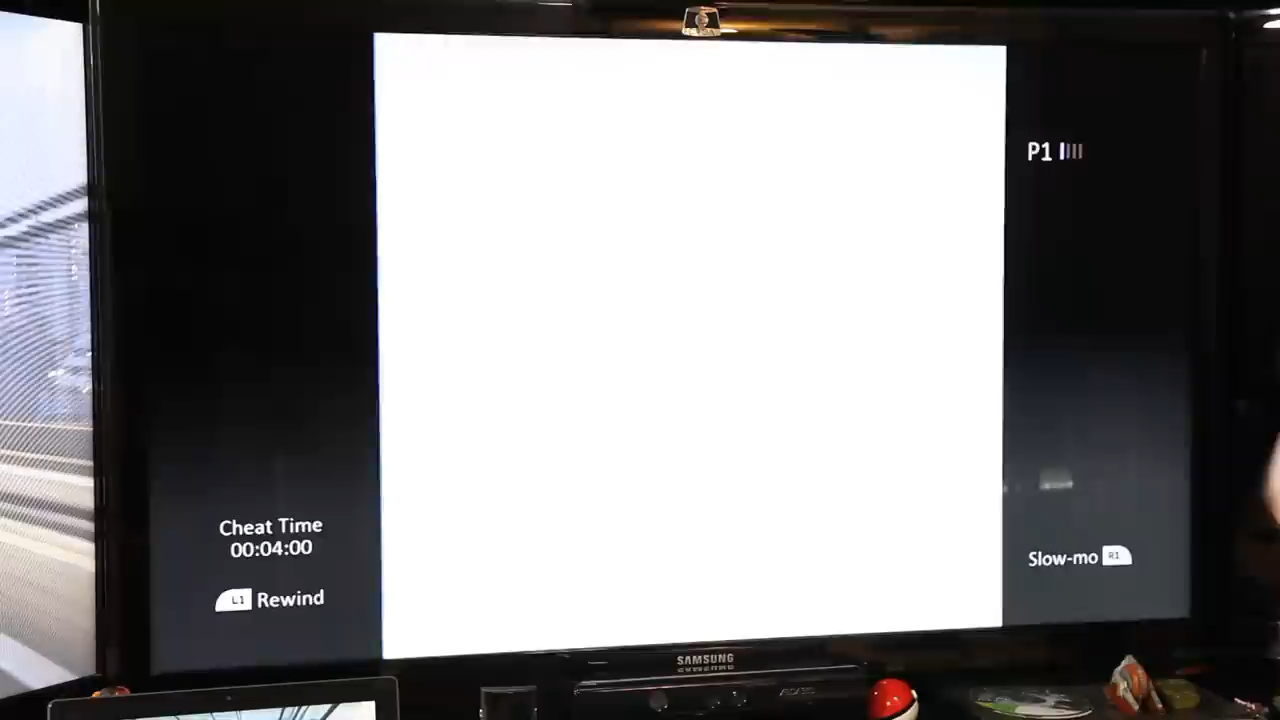 P1
Cheat Time
00:04:00
L1 Rewind
Slow-mo R1
SAMSUNG